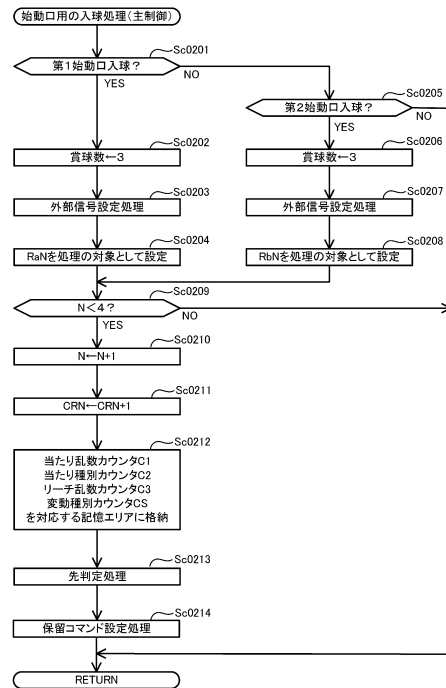 始動口用の入球処理(主制御)
Sc0201
第1始動口入球?
NO
YES
Sc0205
第2始動口入球?
NO
YES
Sc0202
賞球数←3
Sc0206
賞球数←3
Sc0203
外部信号設定処理
Sc0207
外部信号設定処理
Sc0204
RaNを処理の対象として設定
Sc0208
RbNを処理の対象として設定
Sc0209
N<4?
NO
YES
Sc0210
N←N+1
Sc0211
CRN←CRN+1
Sc0212
当たり乱数カウンタC1
当たり種別カウンタC2
リーチ乱数カウンタC3
変動種別カウンタCS
を対応する記憶エリアに格納
Sc0213
先判定処理
Sc0214
保留コマンド設定処理
RETURN